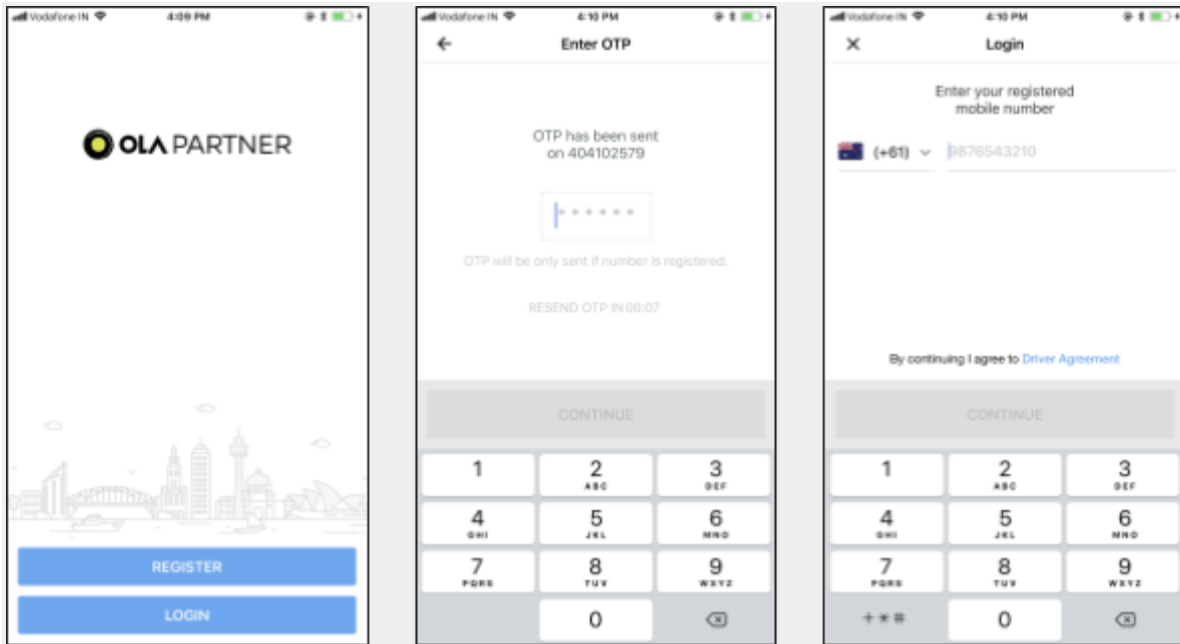 Vodafone IN 4:09 PM
OLA PARTNER
REGISTER
LOGIN
Vodafone IN 4:10 PM
Enter OTP
OTP has been sent
on 404102579
******
OTP will be only sent if number is registered.
RESEND OTP IN 00:07
CONTINUE
1 2 3
ABC DEF
4 5 6
GHI JKL MNO
7 8 9
PQRS TUV WXYZ
0
Vodafone IN 4:10 PM
Login
Enter your registered
mobile number
(+61) 9876543210
By continuing I agree to Driver Agreement
CONTINUE
1 2 3
ABC DEF
4 5 6
GHI JKL MNO
7 8 9
PQRS TUV WXYZ
+*# 0